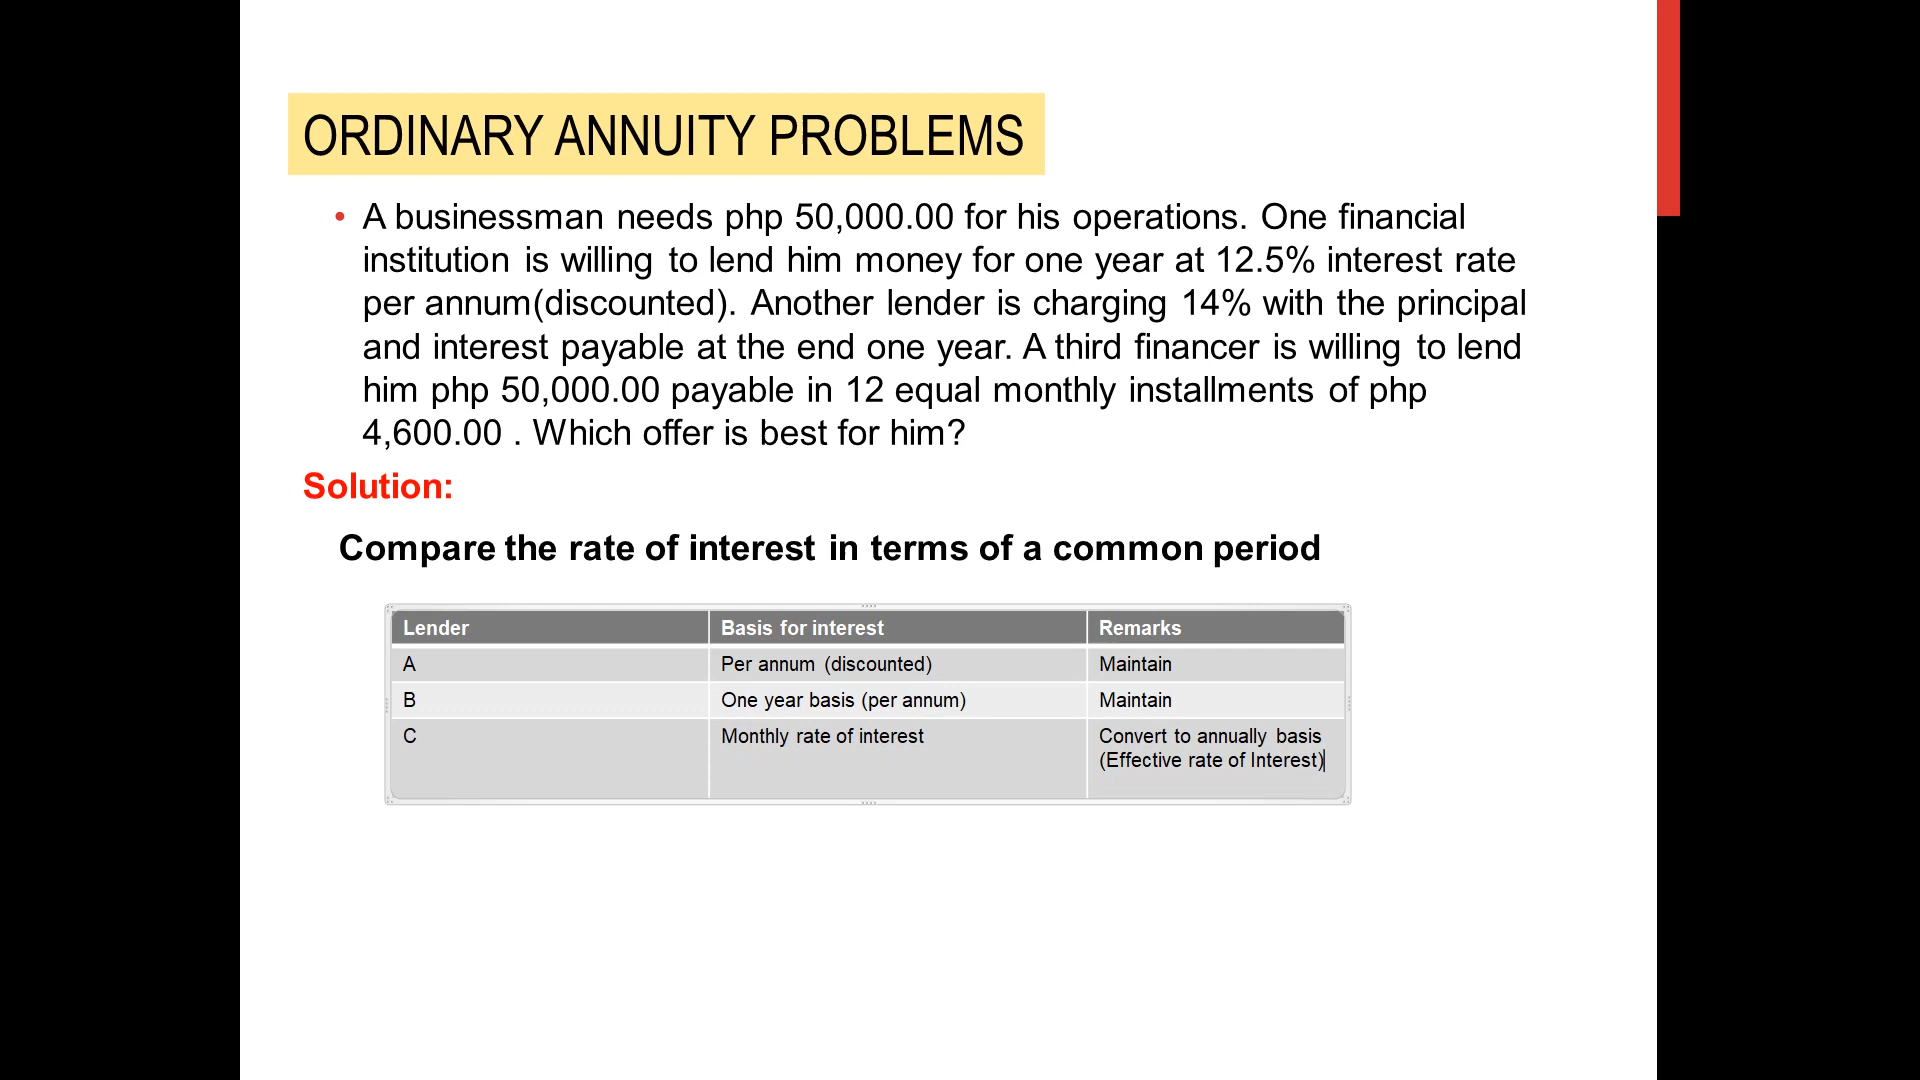 ORDINARY ANNUITY PROBLEMS
• A businessman needs php 50,000.00 for his operations. One financial
institution is willing to lend him money for one year at 12.5% interest rate
per annum(discounted). Another lender is charging 14% with the principal
and interest payable at the end one year. A third financer is willing to lend
him php 50,000.00 payable in 12 equal monthly installments of php
4,600.00 . Which offer is best for him?
Solution:
Compare the rate of interest in terms of a common period
Lender Basis for interest Remarks
A Per annum (discounted) Maintain
B One year basis (per annum) Maintain
C Monthly rate of interest Convert to annually basis
(Effective rate of Interest)